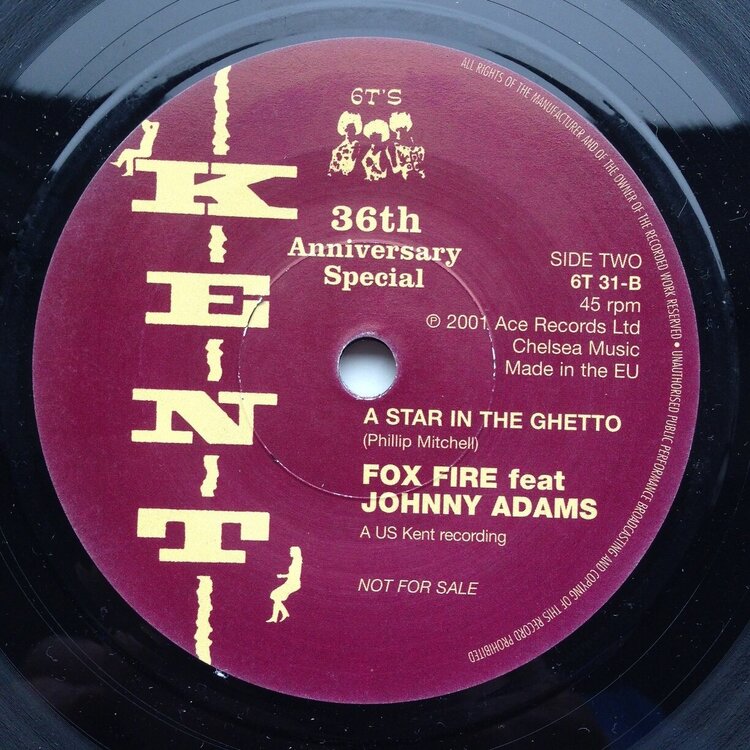 6T'S
KENT
36th
Anniversary
Special
SIDE TWO
6T 31-B
45 rpm
℗ 2001 Ace Records Ltd
Chelsea Music
Made in the EU
A STAR IN THE GHETTO
(Phillip Mitchell)
FOX FIRE feat
JOHNNY ADAMS
A US Kent recording
NOT FOR SALE
ALL RIGHTS OF THE MANUFACTURER AND OF THE OWNER OF THE RECORDED WORK RESERVED • UNAUTHORISED PUBLIC PERFORMANCE BROADCASTING AND COPYING OF THIS RECORD PROHIBITED